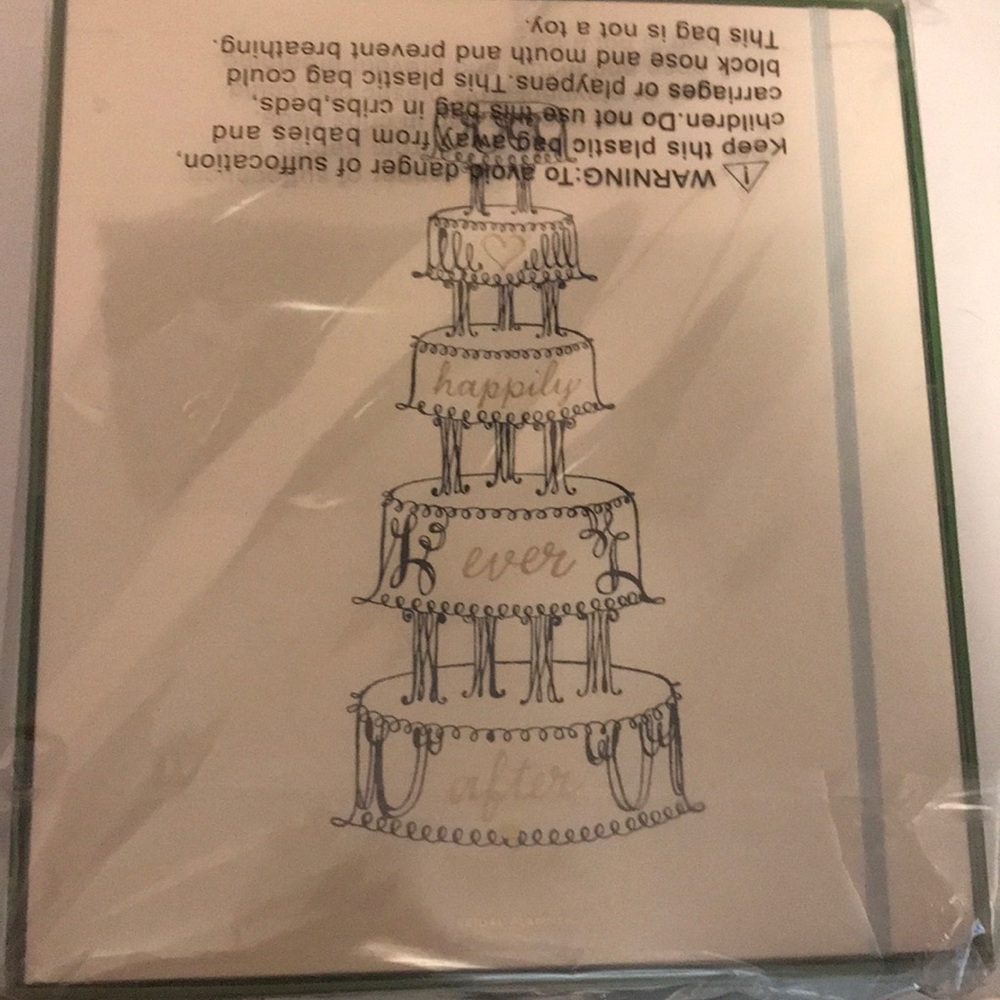 ⚠ WARNING:To avoid danger of suffocation,
Keep this plastic bag away from babies and
children.Do not use this bag in cribs,beds,
carriages or playpens.This plastic bag could
block nose and mouth and prevent breathing.
This bag is not a toy.
happily
ever
after